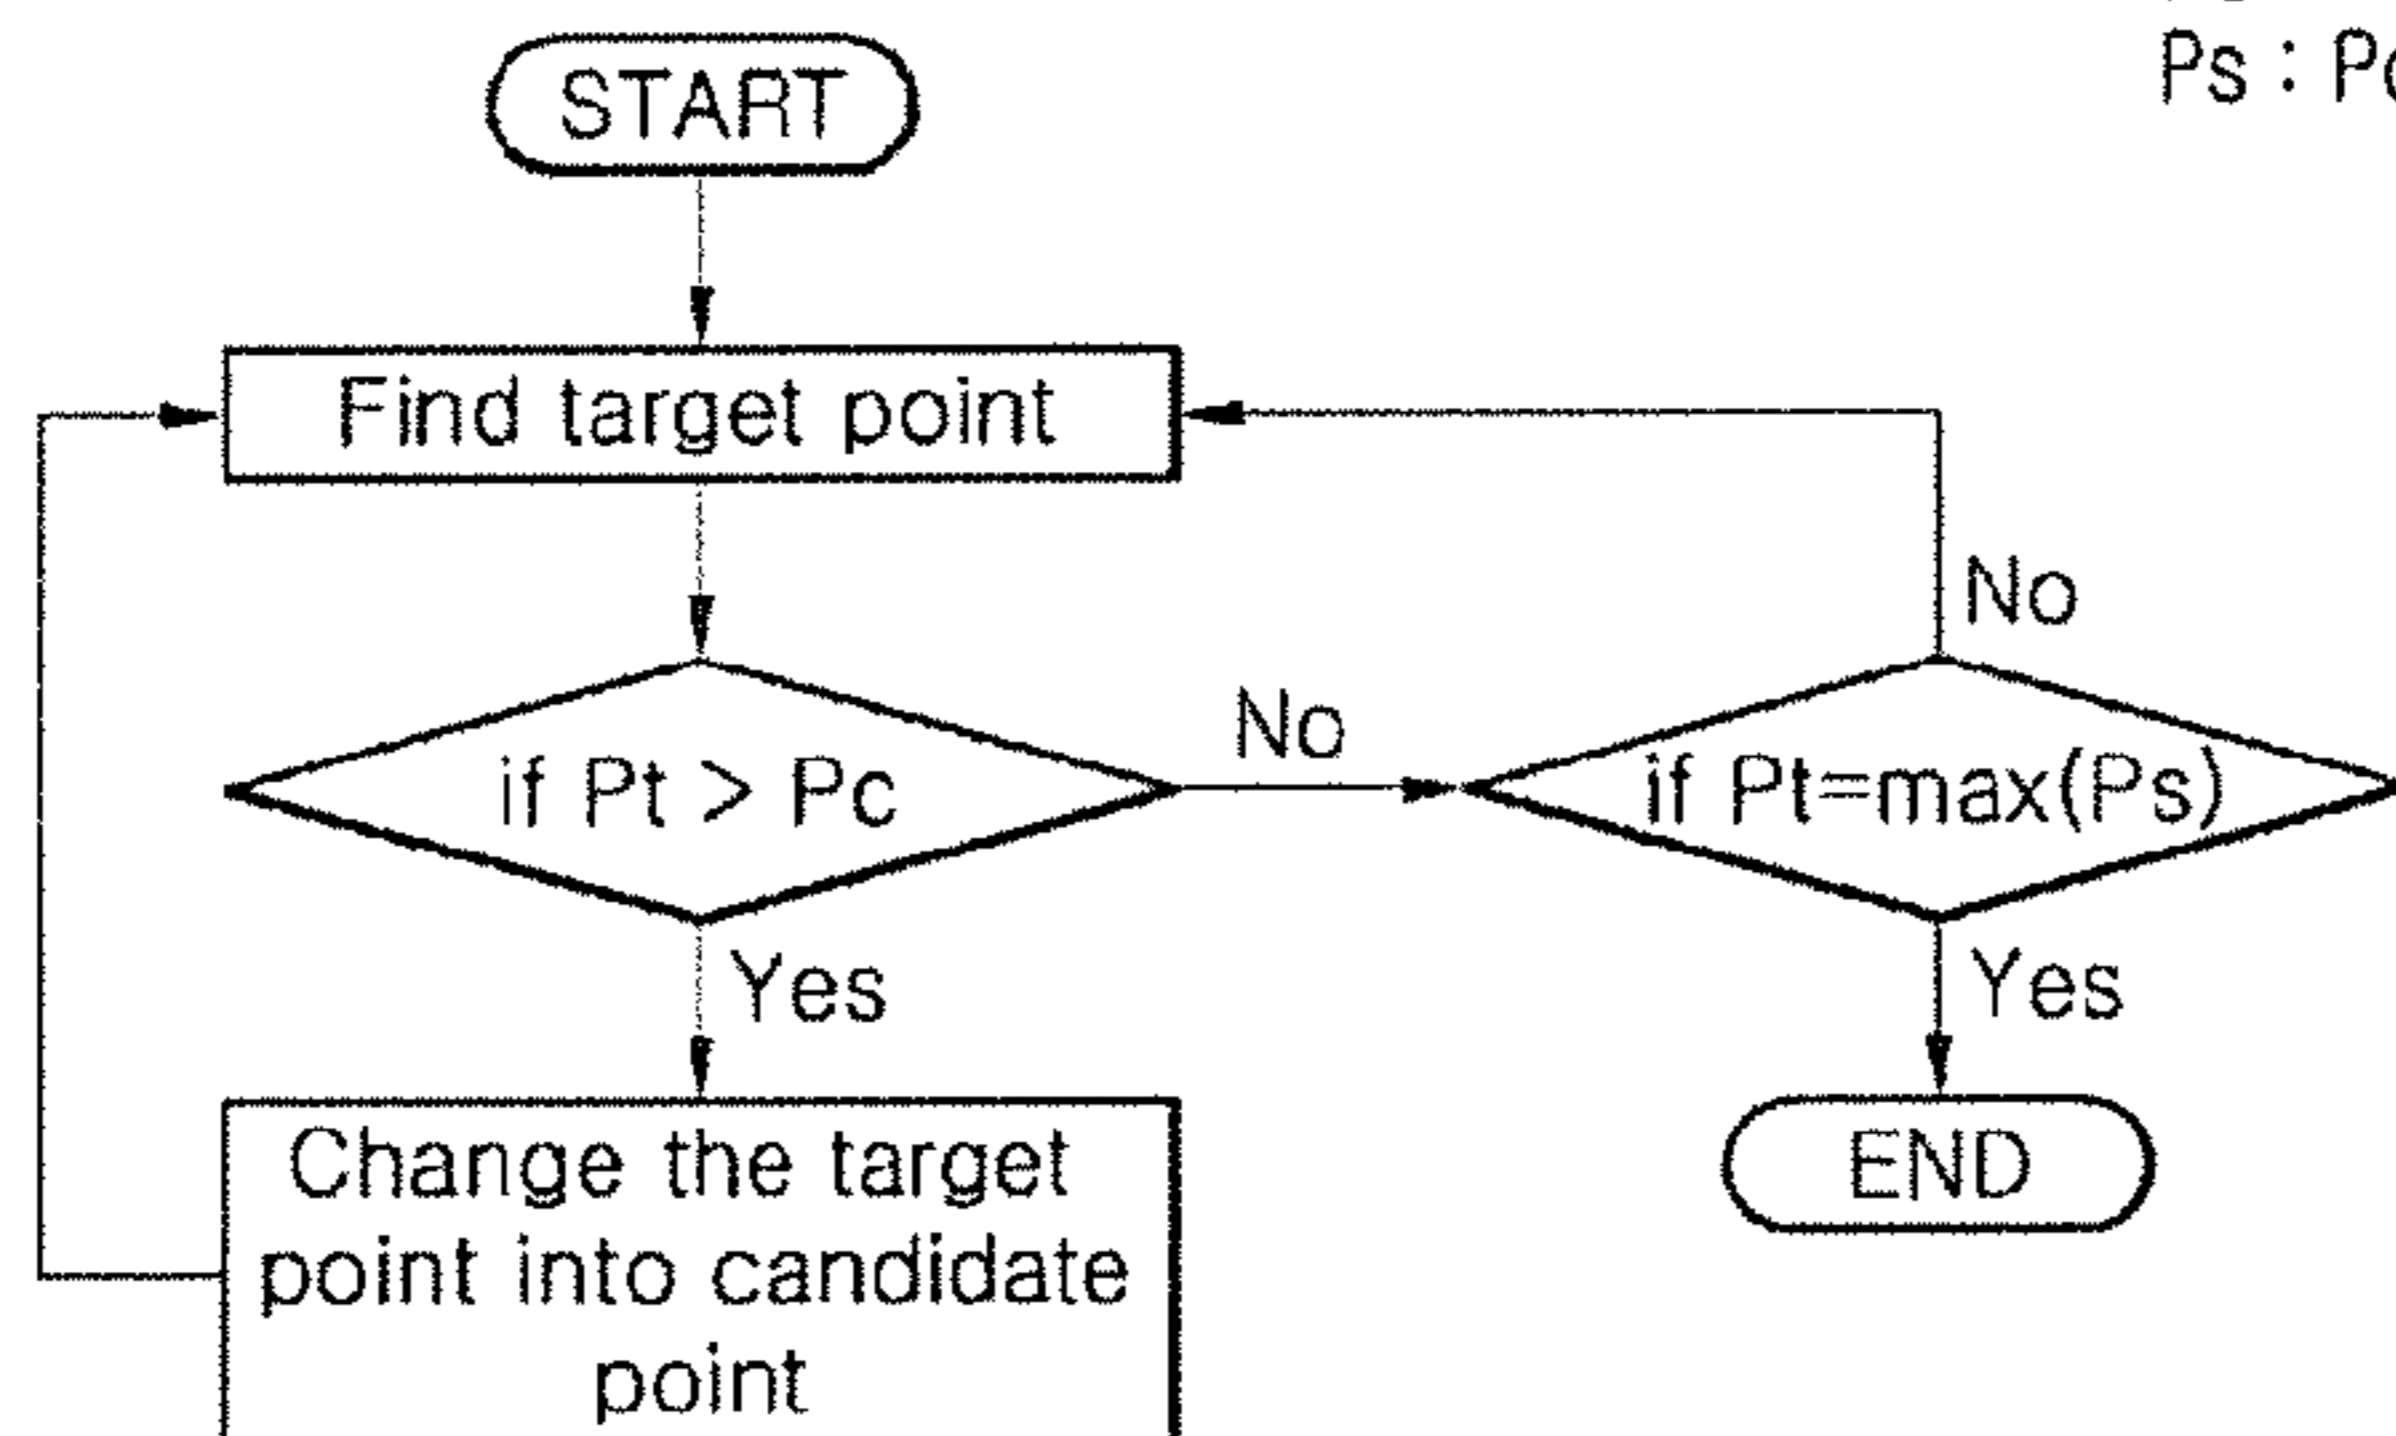 Ps :
START
Find target point
No
No
if Pt > Pc
if Pt=max(Ps)
Yes
Yes
Change the target
point into candidate
point
END